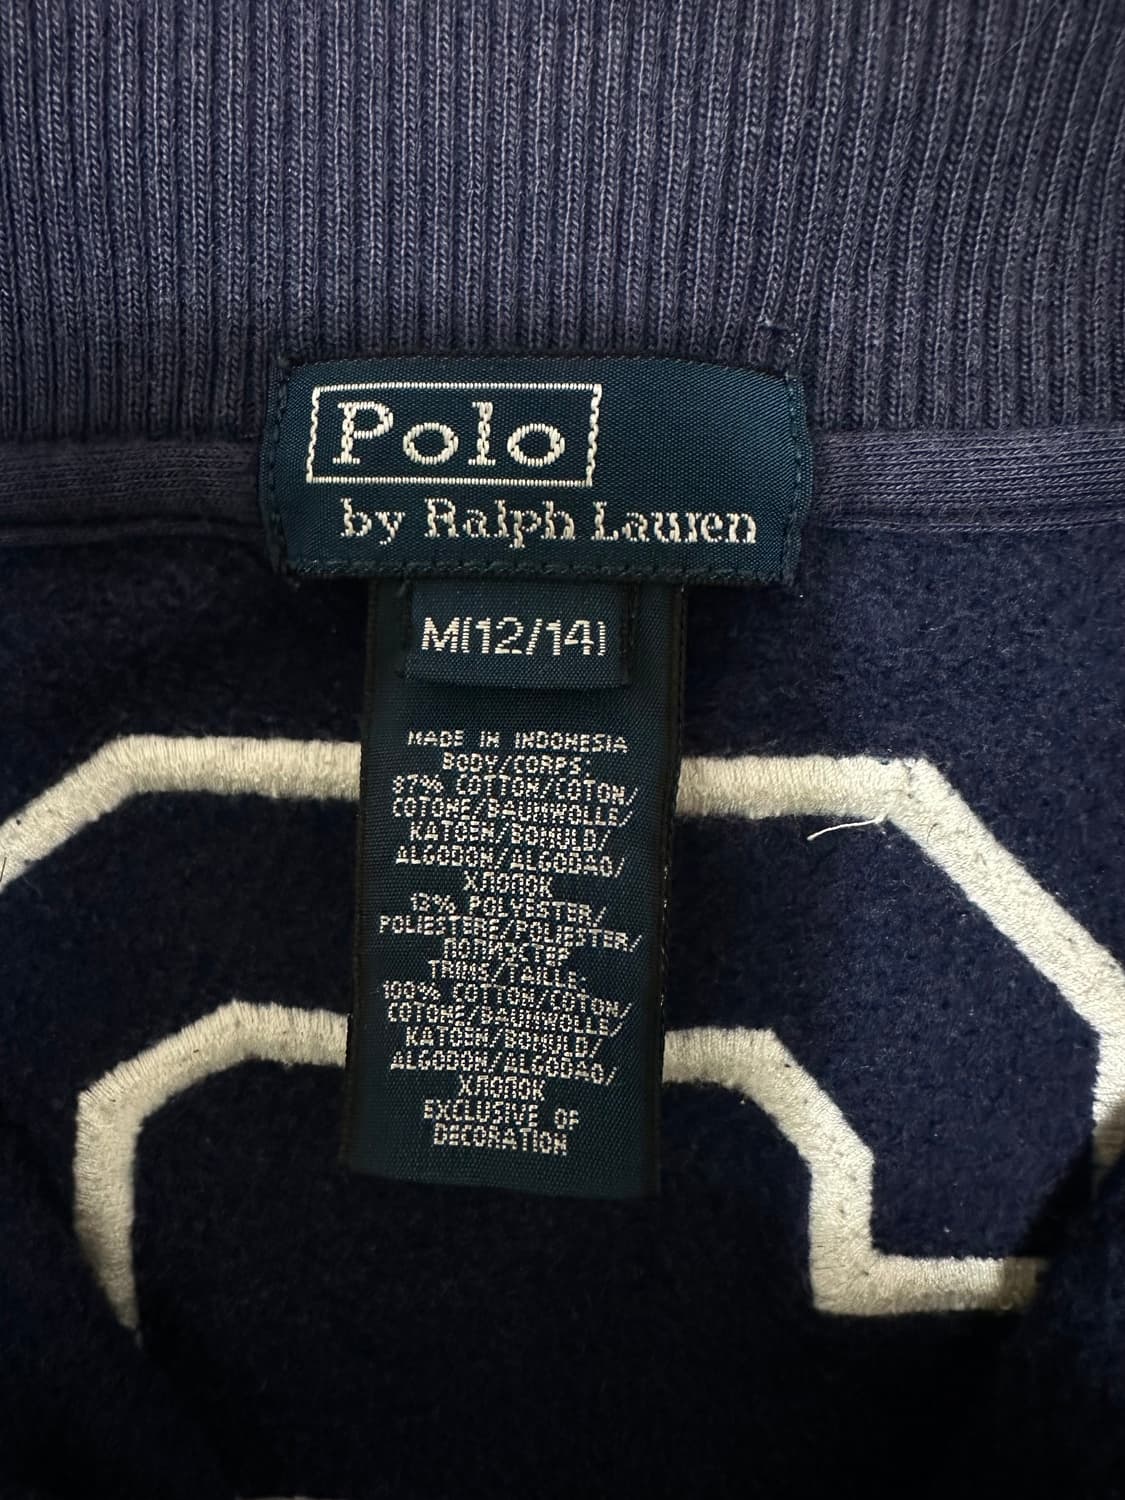 Polo
by Ralph Lauren
M(12/14)
MADE IN INDONESIA
BODY/CORPS:
87% COTTON/COTON/
COTONE/BAUMWOLLE/
KATOEN/BOMULD/
ALGODON/ALGODAO/
ХЛОПОК
13% POLYESTER/
POLIESTERE/POLIESTER/
ПОЛИХСТЕР
TRIMS/TAILLE:
100% COTTON/COTON/
COTONE/BAUMWOLLE/
KATOEN/BOMULD/
ALGODON/ALGODAO/
ХЛОПОК
EXCLUSIVE OF
DECORATION